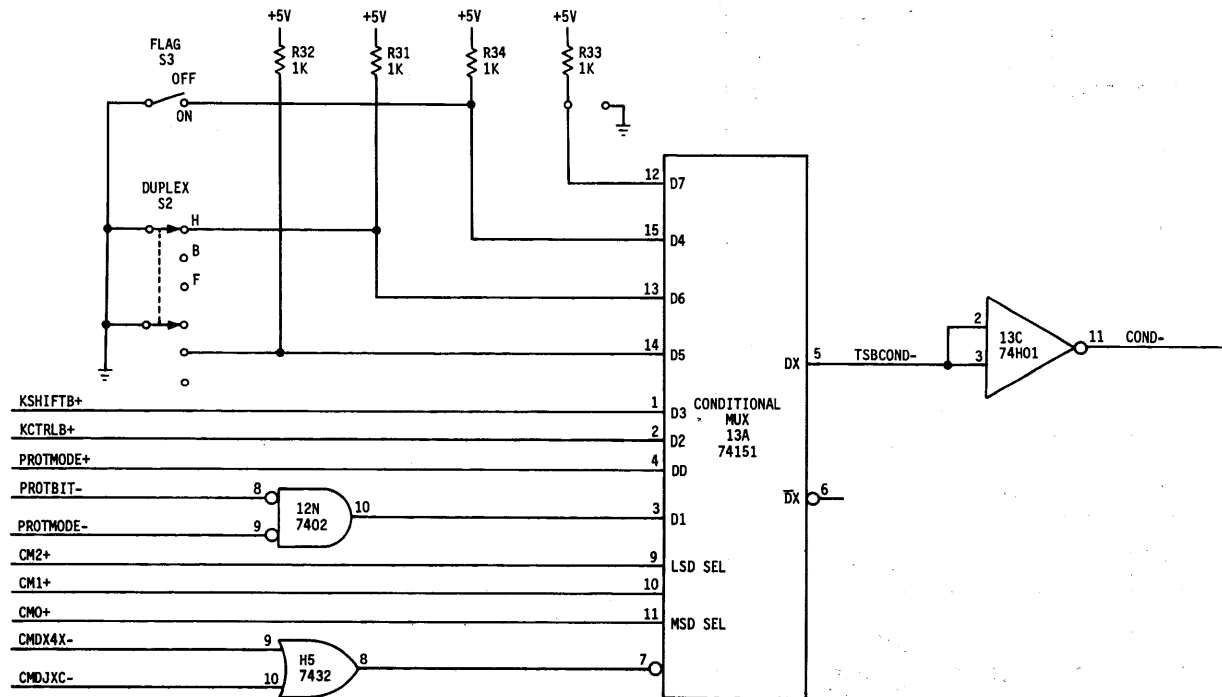 +5V +5V +5V +5V
FLAG
S3
OFF
ON
R32
1K
R31
1K
R34
1K
R33
1K
DUPLEX
S2
H
B
F
12 D7
15 D4
13 D6
14 D5
KSHIFTB+ 1 D3
KCTRLB+ 2 D2
PROTMODE+ 4 DD
PROTBIT- 8
PROTMODE- 9
12N
7402
10 3 D1
CM2+ 9 LSD SEL
CM1+ 10
CM0+ 11 MSD SEL
CMDX4X- 9
CMDJXC- 10
H5
7432
8 7
CONDITIONAL
MUX
13A
74151
DX 5 TSBCOND-
DX 6
2
3
13C
74H01
11 COND-